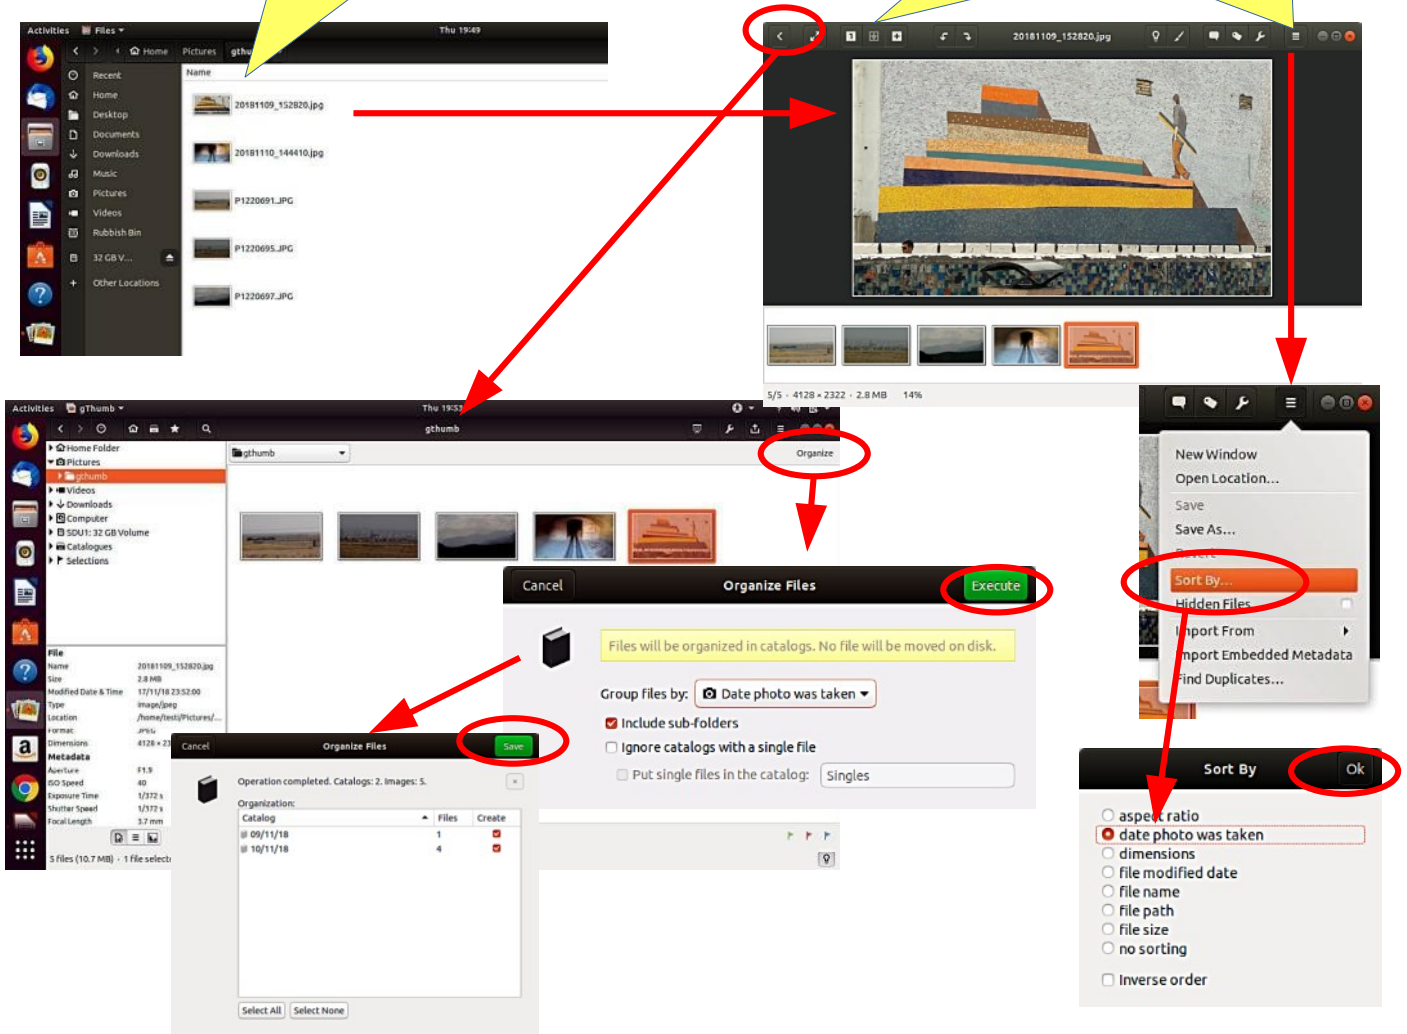 Activities Files Thu 19:49
Home Pictures gthu
Recent
Home
Desktop
Documents
Downloads
Music
Pictures
Videos
Rubbish Bin
32 GB V...
Other Locations
Name
20181109_152820.jpg
20181110_144410.jpg
P1220691.JPG
P1220695.JPG
P1220697.JPG
20181109_152820.jpg
5/5 · 4128 × 2322 · 2.8 MB 14%
Activities gThumb Thu 19:53
gthumb
Home Folder
Pictures
gthumb
Videos
Downloads
Computer
SDU1: 32 GB Volume
Catalogues
Selections
gthumb
Organize
File
Name 20181109_152820.jpg
Size 2.8 MB
Modified Date & Time 17/11/18 23:52:00
Type image/jpeg
Location /home/testi/Pictures/...
Format JPEG
Dimensions 4128 × 23
Metadata
Aperture F1.9
ISO Speed 40
Exposure Time 1/372 s
Shutter Speed 1/372 s
Focal Length 3.7 mm
5 files (10.7 MB) · 1 file select
Cancel Organize Files Execute
Files will be organized in catalogs. No file will be moved on disk.
Group files by: Date photo was taken
Include sub-folders
Ignore catalogs with a single file
Put single files in the catalog: Singles
Cancel Organize Files Save
Operation completed. Catalogs: 2. Images: 5.
Organization:
Catalog Files Create
09/11/18 1
10/11/18 4
Select All Select None
New Window
Open Location...
Save
Save As...
Revert
Sort By...
Hidden Files
Import From
Import Embedded Metadata
Find Duplicates...
Sort By Ok
aspect ratio
date photo was taken
dimensions
file modified date
file name
file path
file size
no sorting
Inverse order